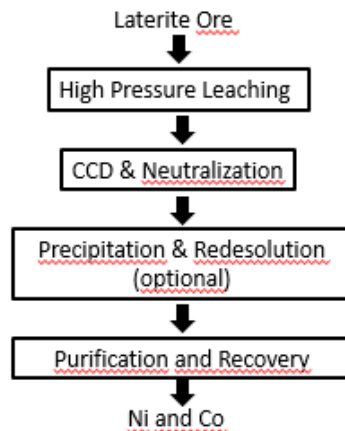 Laterite Ore
High Pressure Leaching
CCD & Neutralization
Precipitation & Redesolution
(optional)
Purification and Recovery
Ni and Co